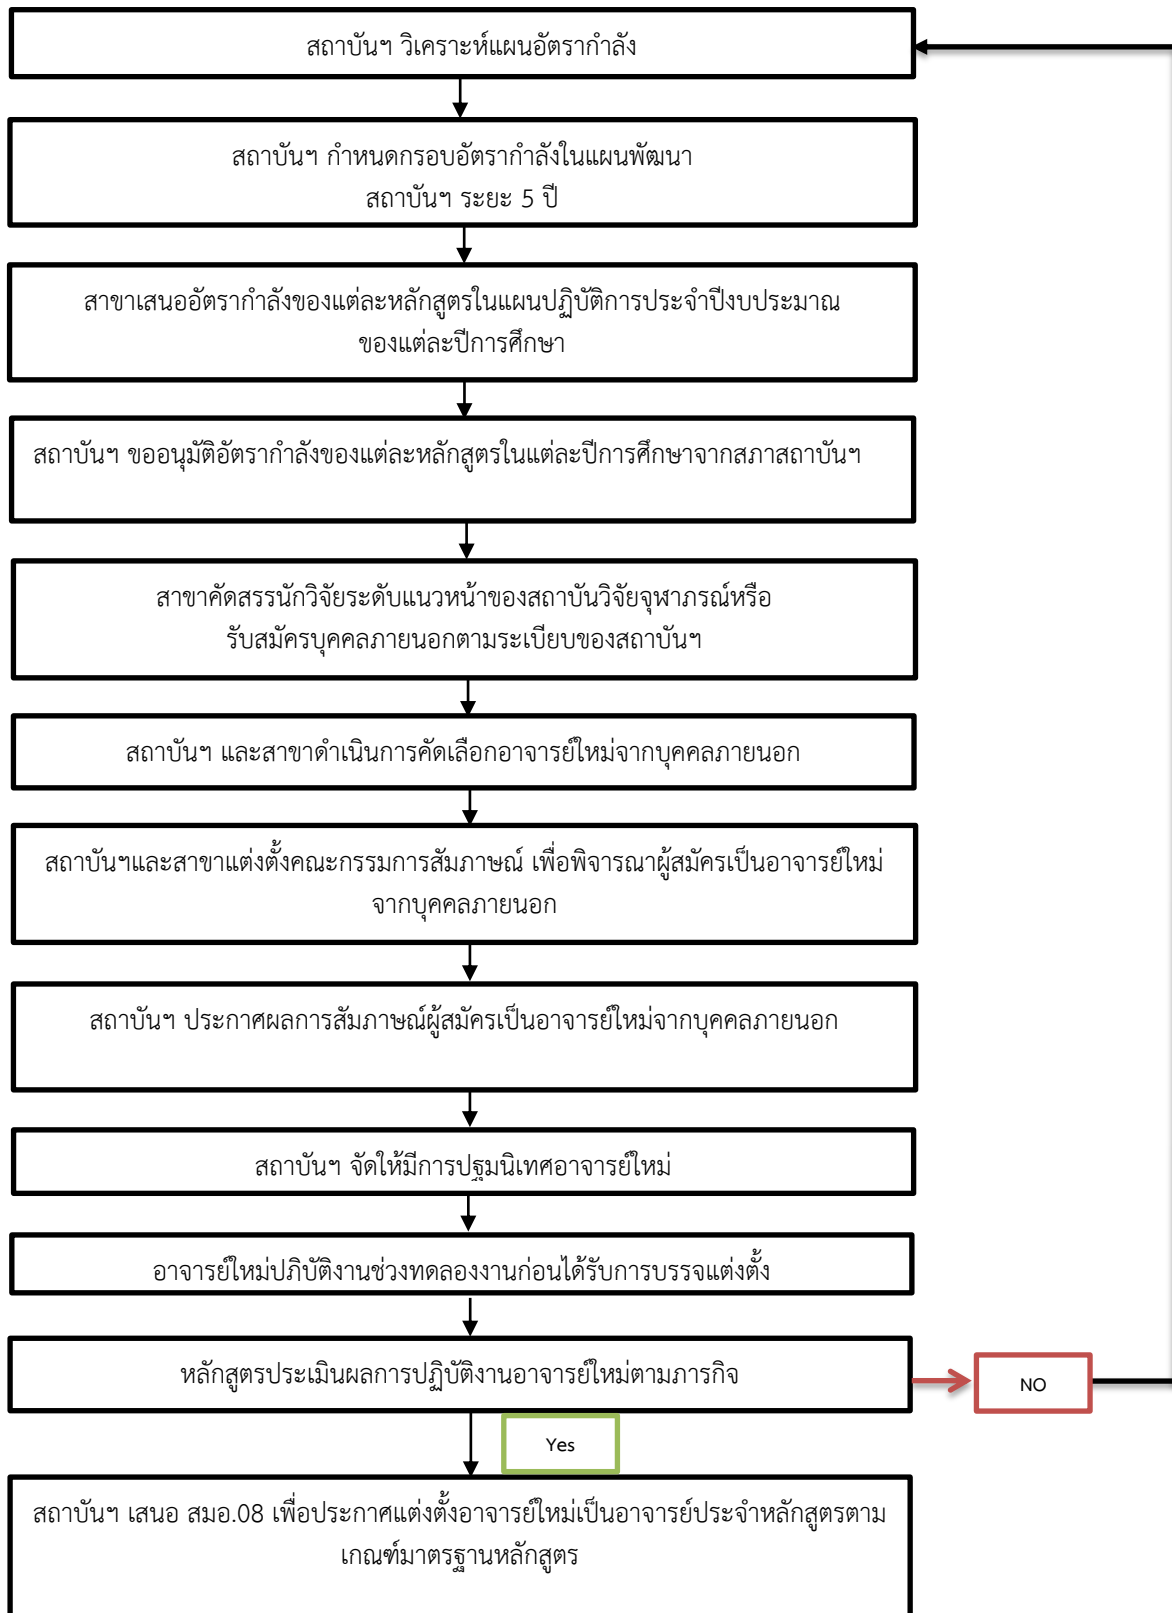 สถาบันฯ วิเคราะห์แผนอัตรากำลัง
สถาบันฯ กำหนดกรอบอัตรากำลังในแผนพัฒนา
สถาบันฯ ระยะ 5 ปี
สาขาเสนออัตรากำลังของแต่ละหลักสูตรในแผนปฏิบัติการประจำปีงบประมาณ
ของแต่ละปีการศึกษา
สถาบันฯ ขออนุมัติอัตรากำลังของแต่ละหลักสูตรในแต่ละปีการศึกษาจากสภาสถาบันฯ
สาขาคัดสรรนักวิจัยระดับแนวหน้าของสถาบันวิจัยจุฬาภรณ์หรือ
รับสมัครบุคคลภายนอกตามระเบียบของสถาบันฯ
สถาบันฯ และสาขาดำเนินการคัดเลือกอาจารย์ใหม่จากบุคคลภายนอก
สถาบันฯและสาขาแต่งตั้งคณะกรรมการสัมภาษณ์ เพื่อพิจารณาผู้สมัครเป็นอาจารย์ใหม่
จากบุคคลภายนอก
สถาบันฯ ประกาศผลการสัมภาษณ์ผู้สมัครเป็นอาจารย์ใหม่จากบุคคลภายนอก
สถาบันฯ จัดให้มีการปฐมนิเทศอาจารย์ใหม่
อาจารย์ใหม่ปภิบัติงานช่วงทดลองงานก่อนได้รับการบรรจุแต่งตั้ง
หลักสูตรประเมินผลการปฏิบัติงานอาจารย์ใหม่ตามภารกิจ
NO
Yes
สถาบันฯ เสนอ สมอ.08 เพื่อประกาศแต่งตั้งอาจารย์ใหม่เป็นอาจารย์ประจำหลักสูตรตาม
เกณฑ์มาตรฐานหลักสูตร